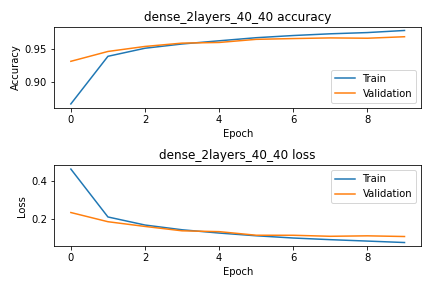 dense_2layers_40_40 accuracy
Accuracy
0.95
0.90
Train
Validation
0 2 4 6 8
Epoch
dense_2layers_40_40 loss
Loss
0.4
0.2
Train
Validation
0 2 4 6 8
Epoch